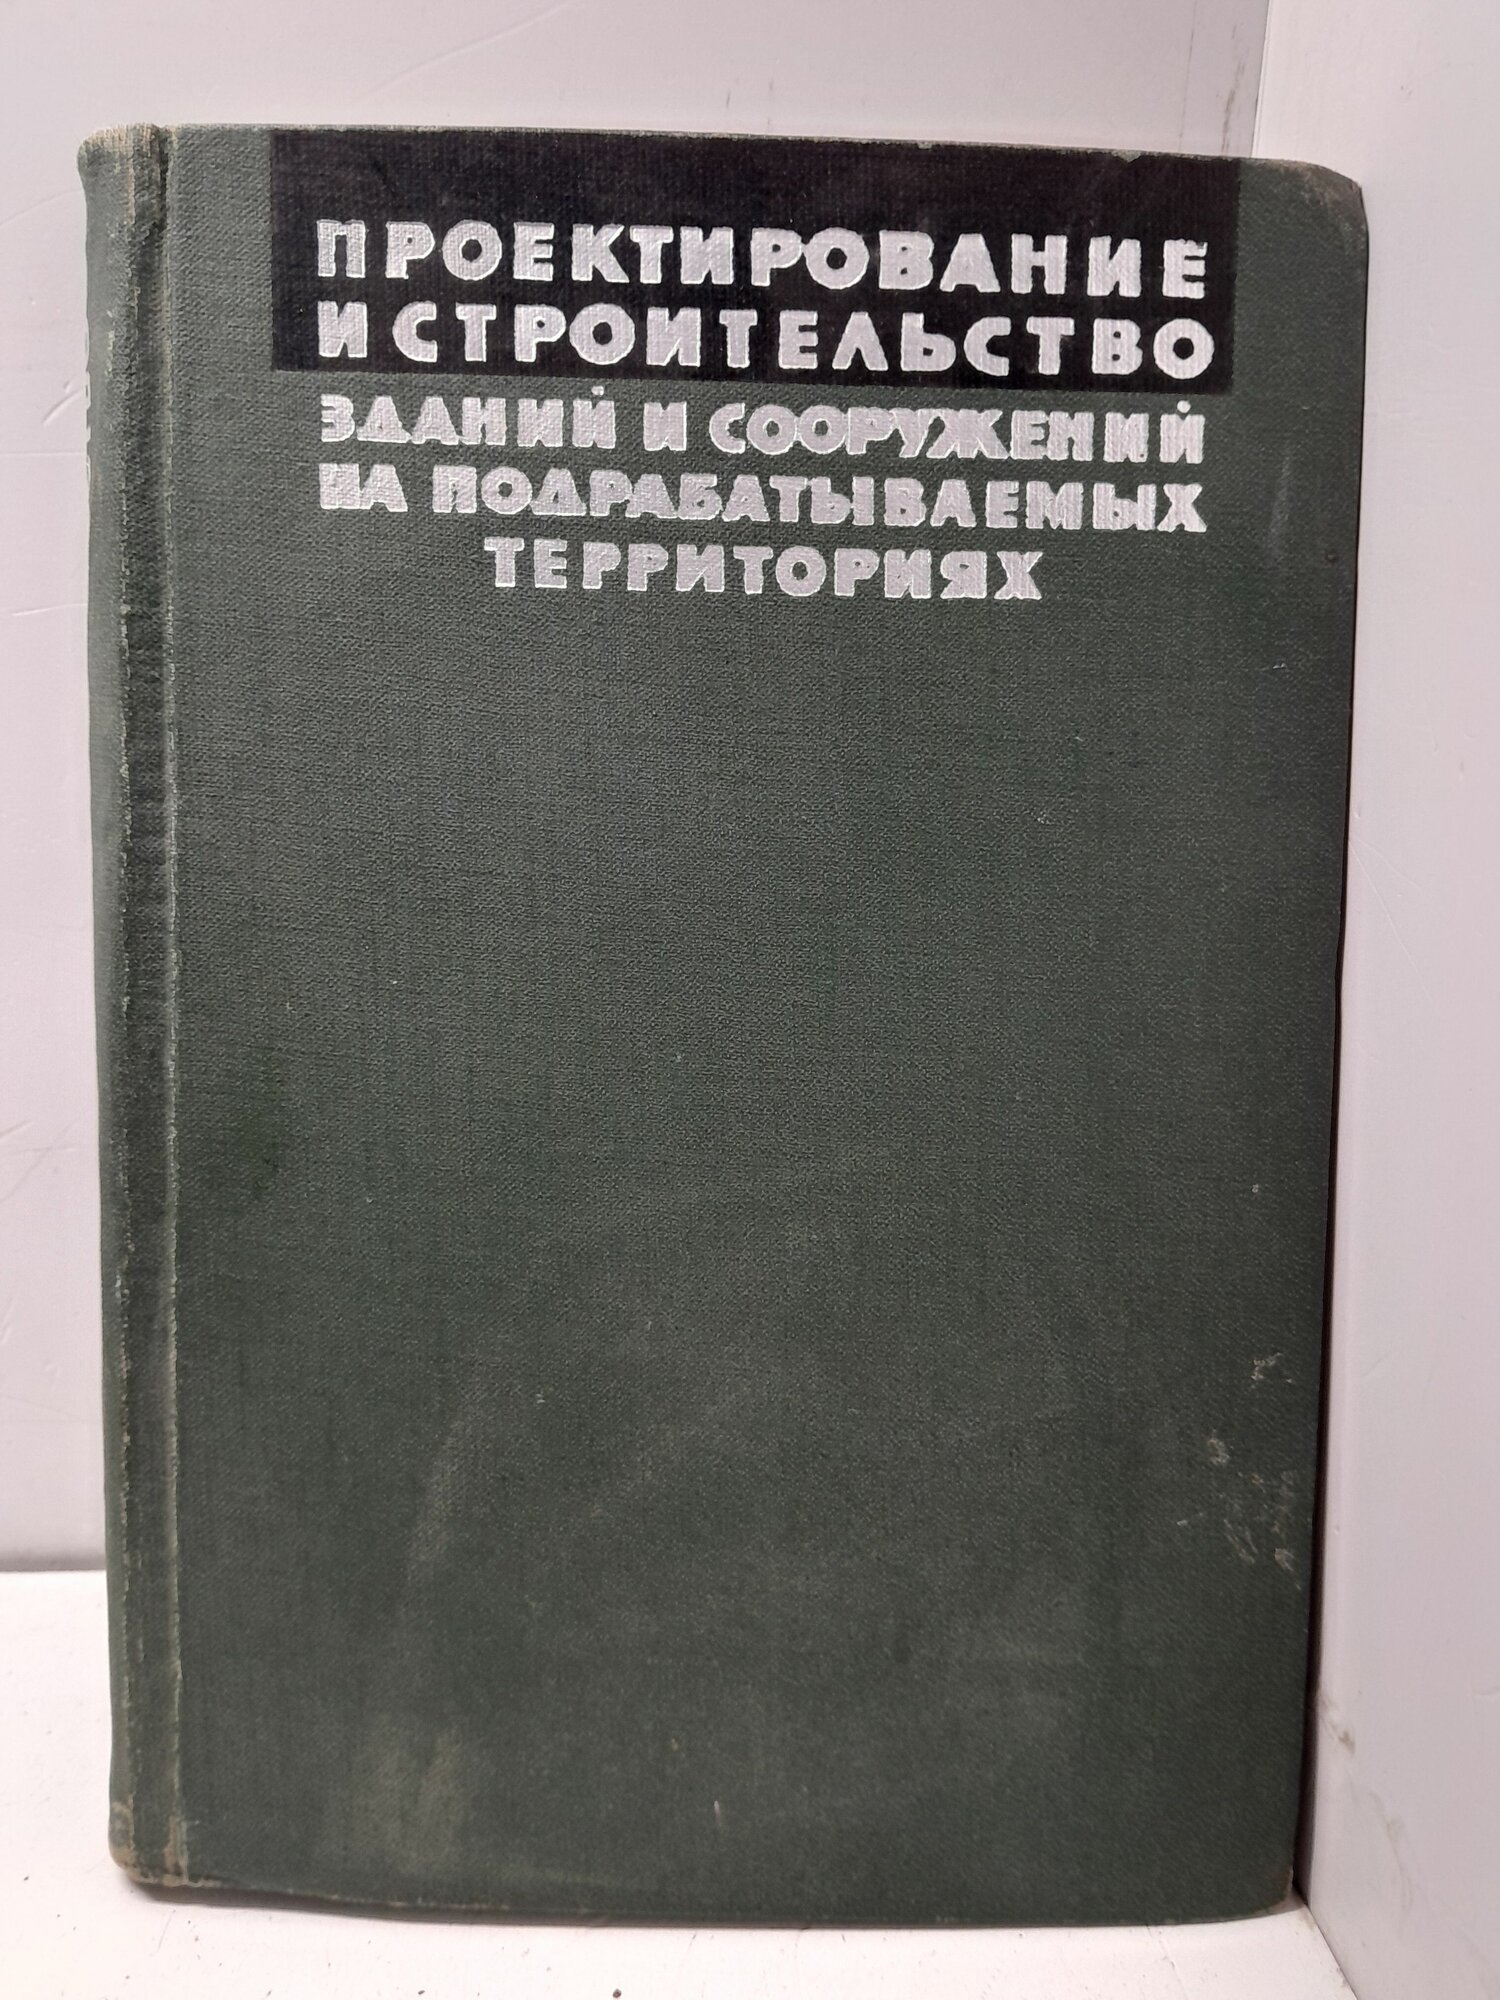 ПРОЕКТИРОВАНИЕ
И СТРОИТЕЛЬСТВО
ЗДАНИЙ И СООРУЖЕНИЙ
НА ПОДРАБАТЫВАЕМЫХ
ТЕРРИТОРИЯХ